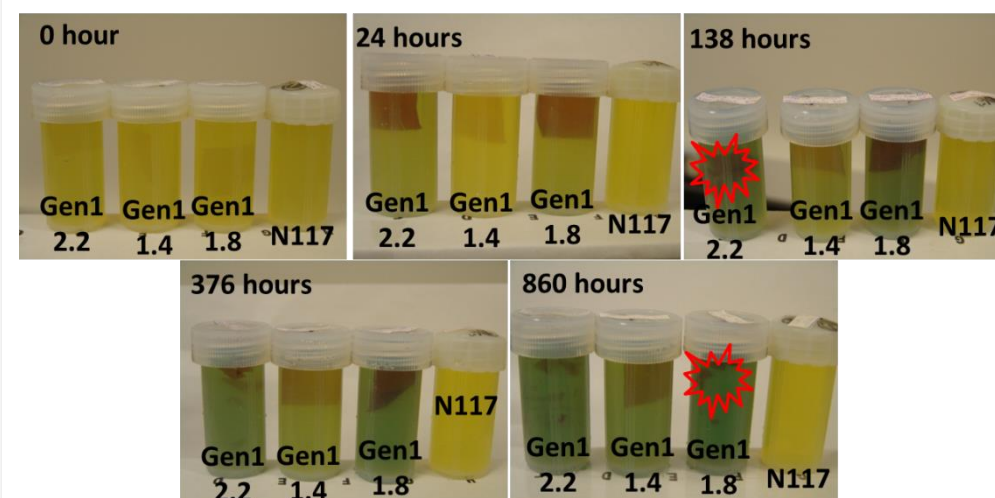 0 hour
Gen1 Gen1 Gen1
2.2 1.4 1.8 N117
24 hours
Gen1 Gen1 Gen1
2.2 1.4 1.8 N117
138 hours
Gen1 Gen1 Gen1 N117
2.2 1.4 1.8
376 hours
N117
Gen1 Gen1 Gen1
2.2 1.4 1.8
860 hours
Gen1 Gen1 Gen1
2.2 1.4 1.8 N117